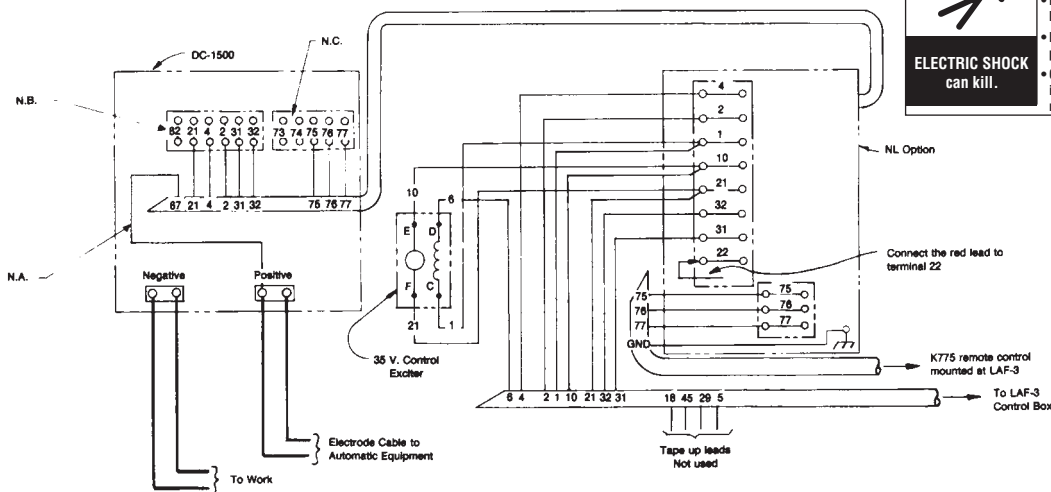 ELECTRIC SHOCK
can kill.
DC-1500
N.C.
N.B.
82 21 4 2 31 32
73 74 75 76 77
67 21 4 2 31 32 75 76 77
N.A.
Negative
Positive
10
6
E D
F C
21
1
35 V. Control
Exciter
4
2
1
10
21
32
31
22
NL Option
Connect the red lead to
terminal 22
75
76
77
75
76
77
GND
K775 remote control
mounted at LAF-3
6 4 2 1 10 21 32 31
18 45 29 5
To LAF-3
Control Box
Tape up leads
Not used
Electrode Cable to
Automatic Equipment
To Work